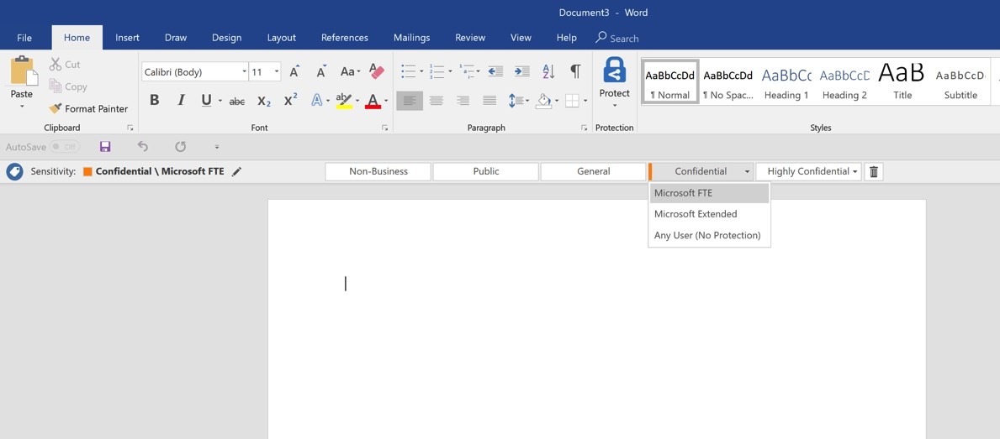 Document3 - Word
File Home Insert Draw Design Layout References Mailings Review View Help Search
Paste
Cut
Copy
Format Painter
Clipboard
Calibri (Body) 11 A A Aa A
B I U abc X2 X2 A ab A
Font
A Z ¶
Paragraph
Protect
Protection
AaBbCcDd AaBbCcDd AaBbCc AaBbCcD AaB AaBbCcD
¶ Normal ¶ No Spac... Heading 1 Heading 2 Title Subtitle
Styles
AutoSave Off
Sensitivity: Confidential \ Microsoft FTE Non-Business Public General Confidential Highly Confidential
Microsoft FTE
Microsoft Extended
Any User (No Protection)